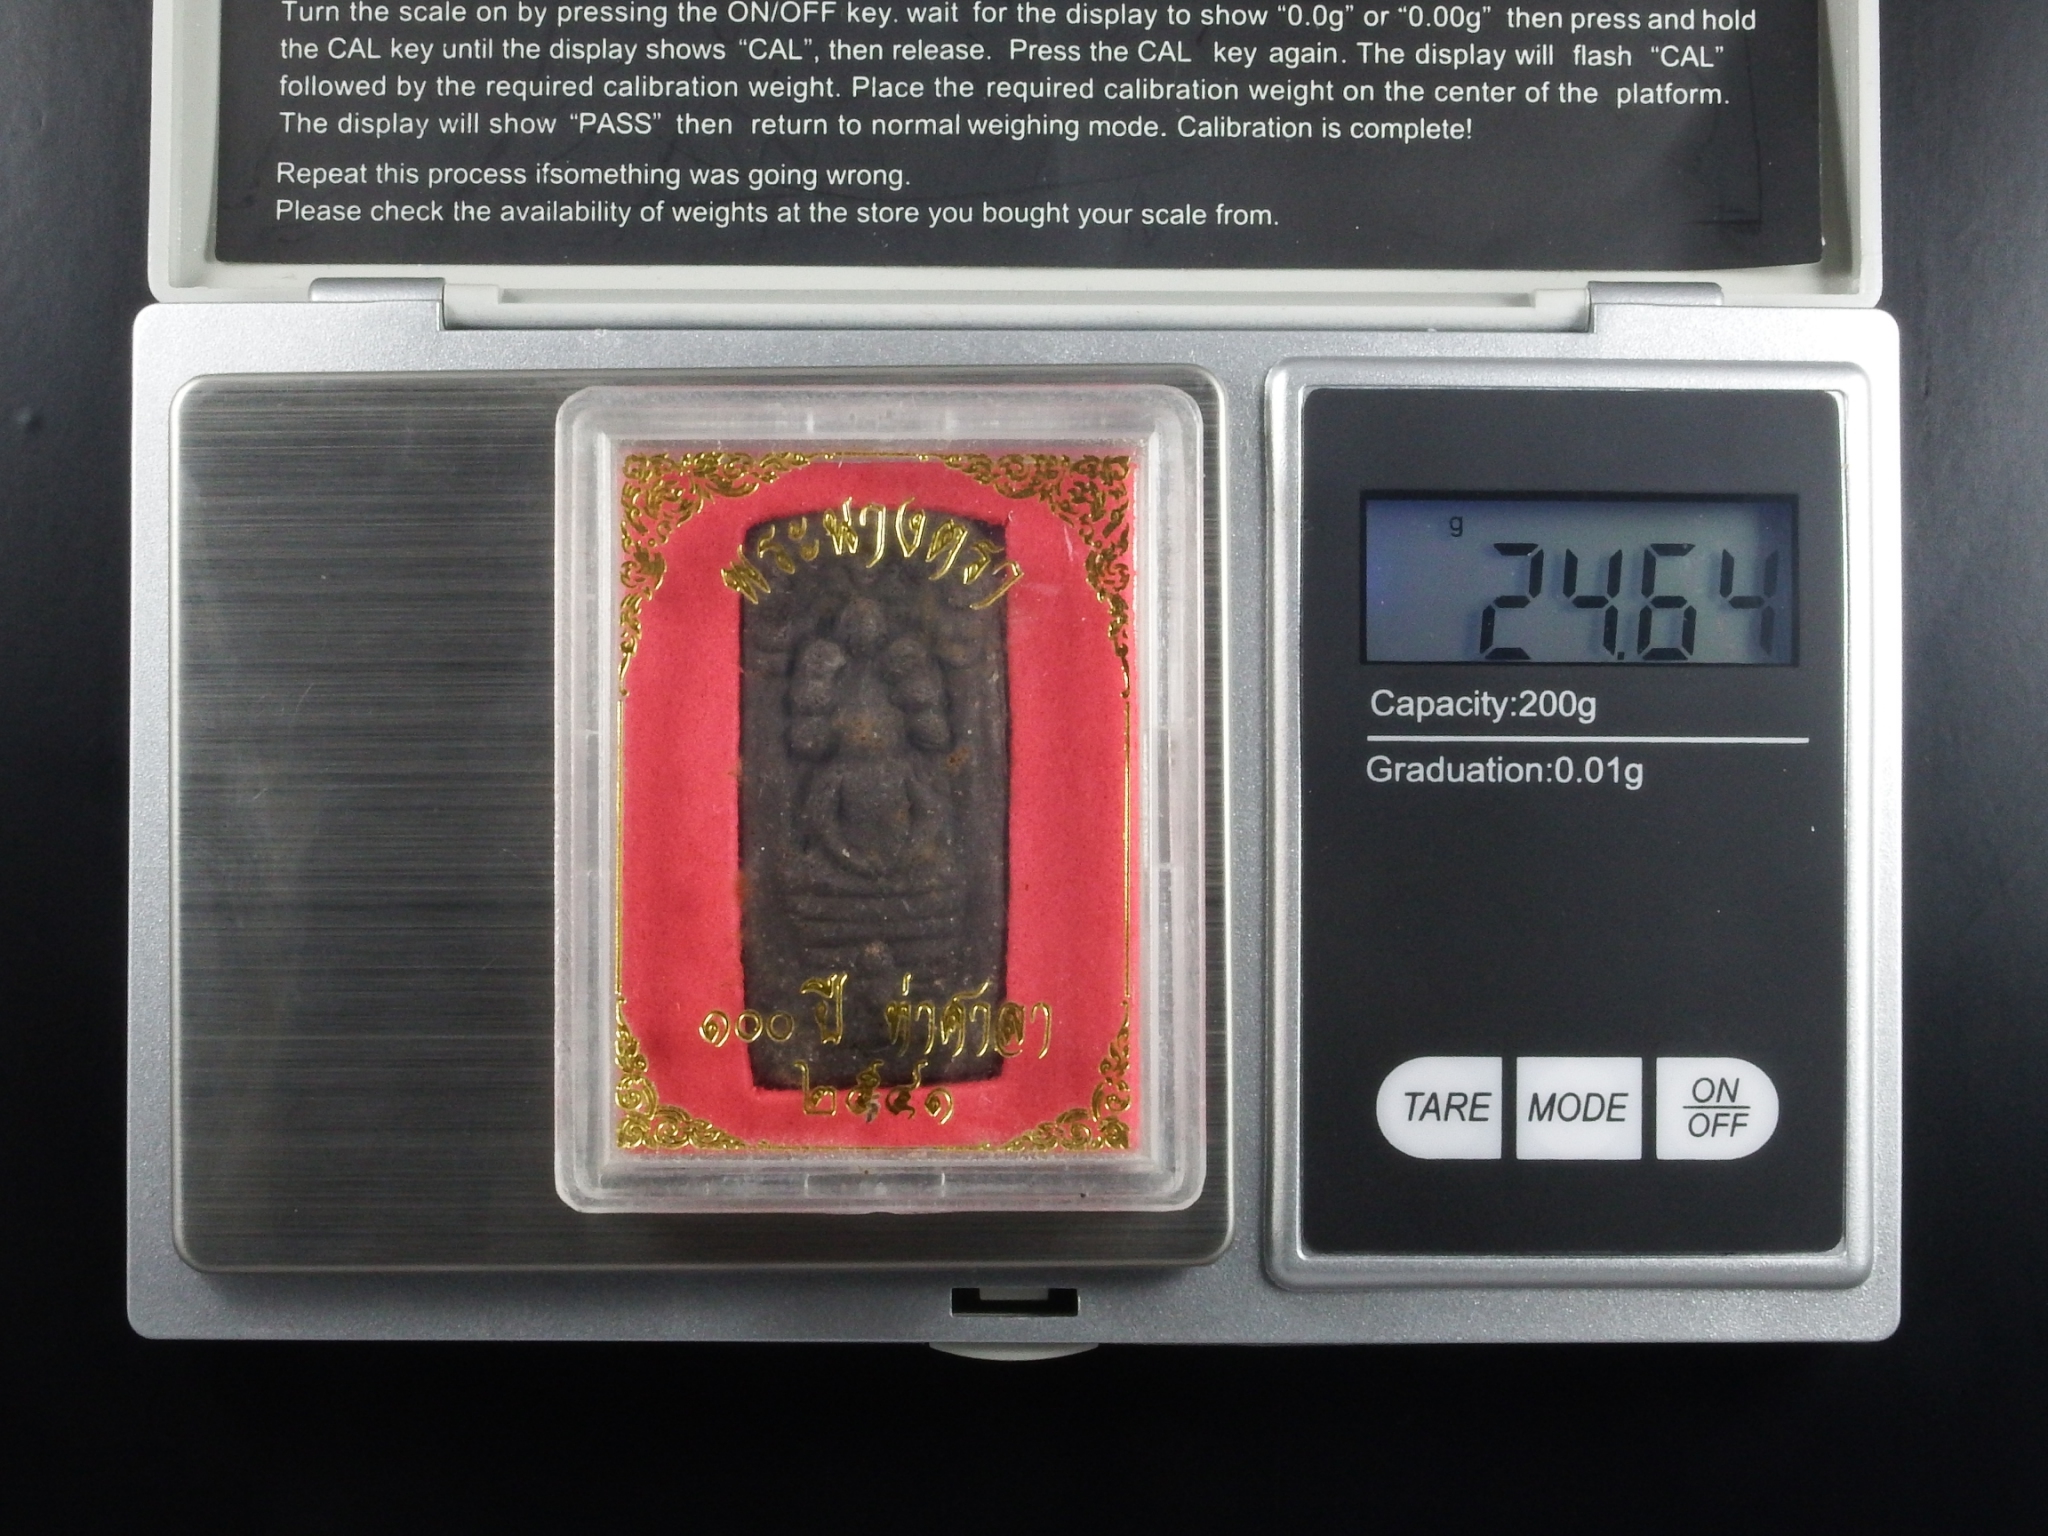 Turn the scale on by pressing the ON/OFF key. wait for the display to show “0.0g” or “0.00g” then press and hold
the CAL key until the display shows “CAL”, then release. Press the CAL key again. The display will flash “CAL”
followed by the required calibration weight. Place the required calibration weight on the center of the platform.
The display will show “PASS” then return to normal weighing mode. Calibration is complete!
Repeat this process ifsomething was going wrong.
Please check the availability of weights at the store you bought your scale from.
พระนางตรา
๑๐๐ ปี ท่าศาลา
๒๕๔๑
g
24.64
Capacity:200g
Graduation:0.01g
TARE
MODE
ON
OFF